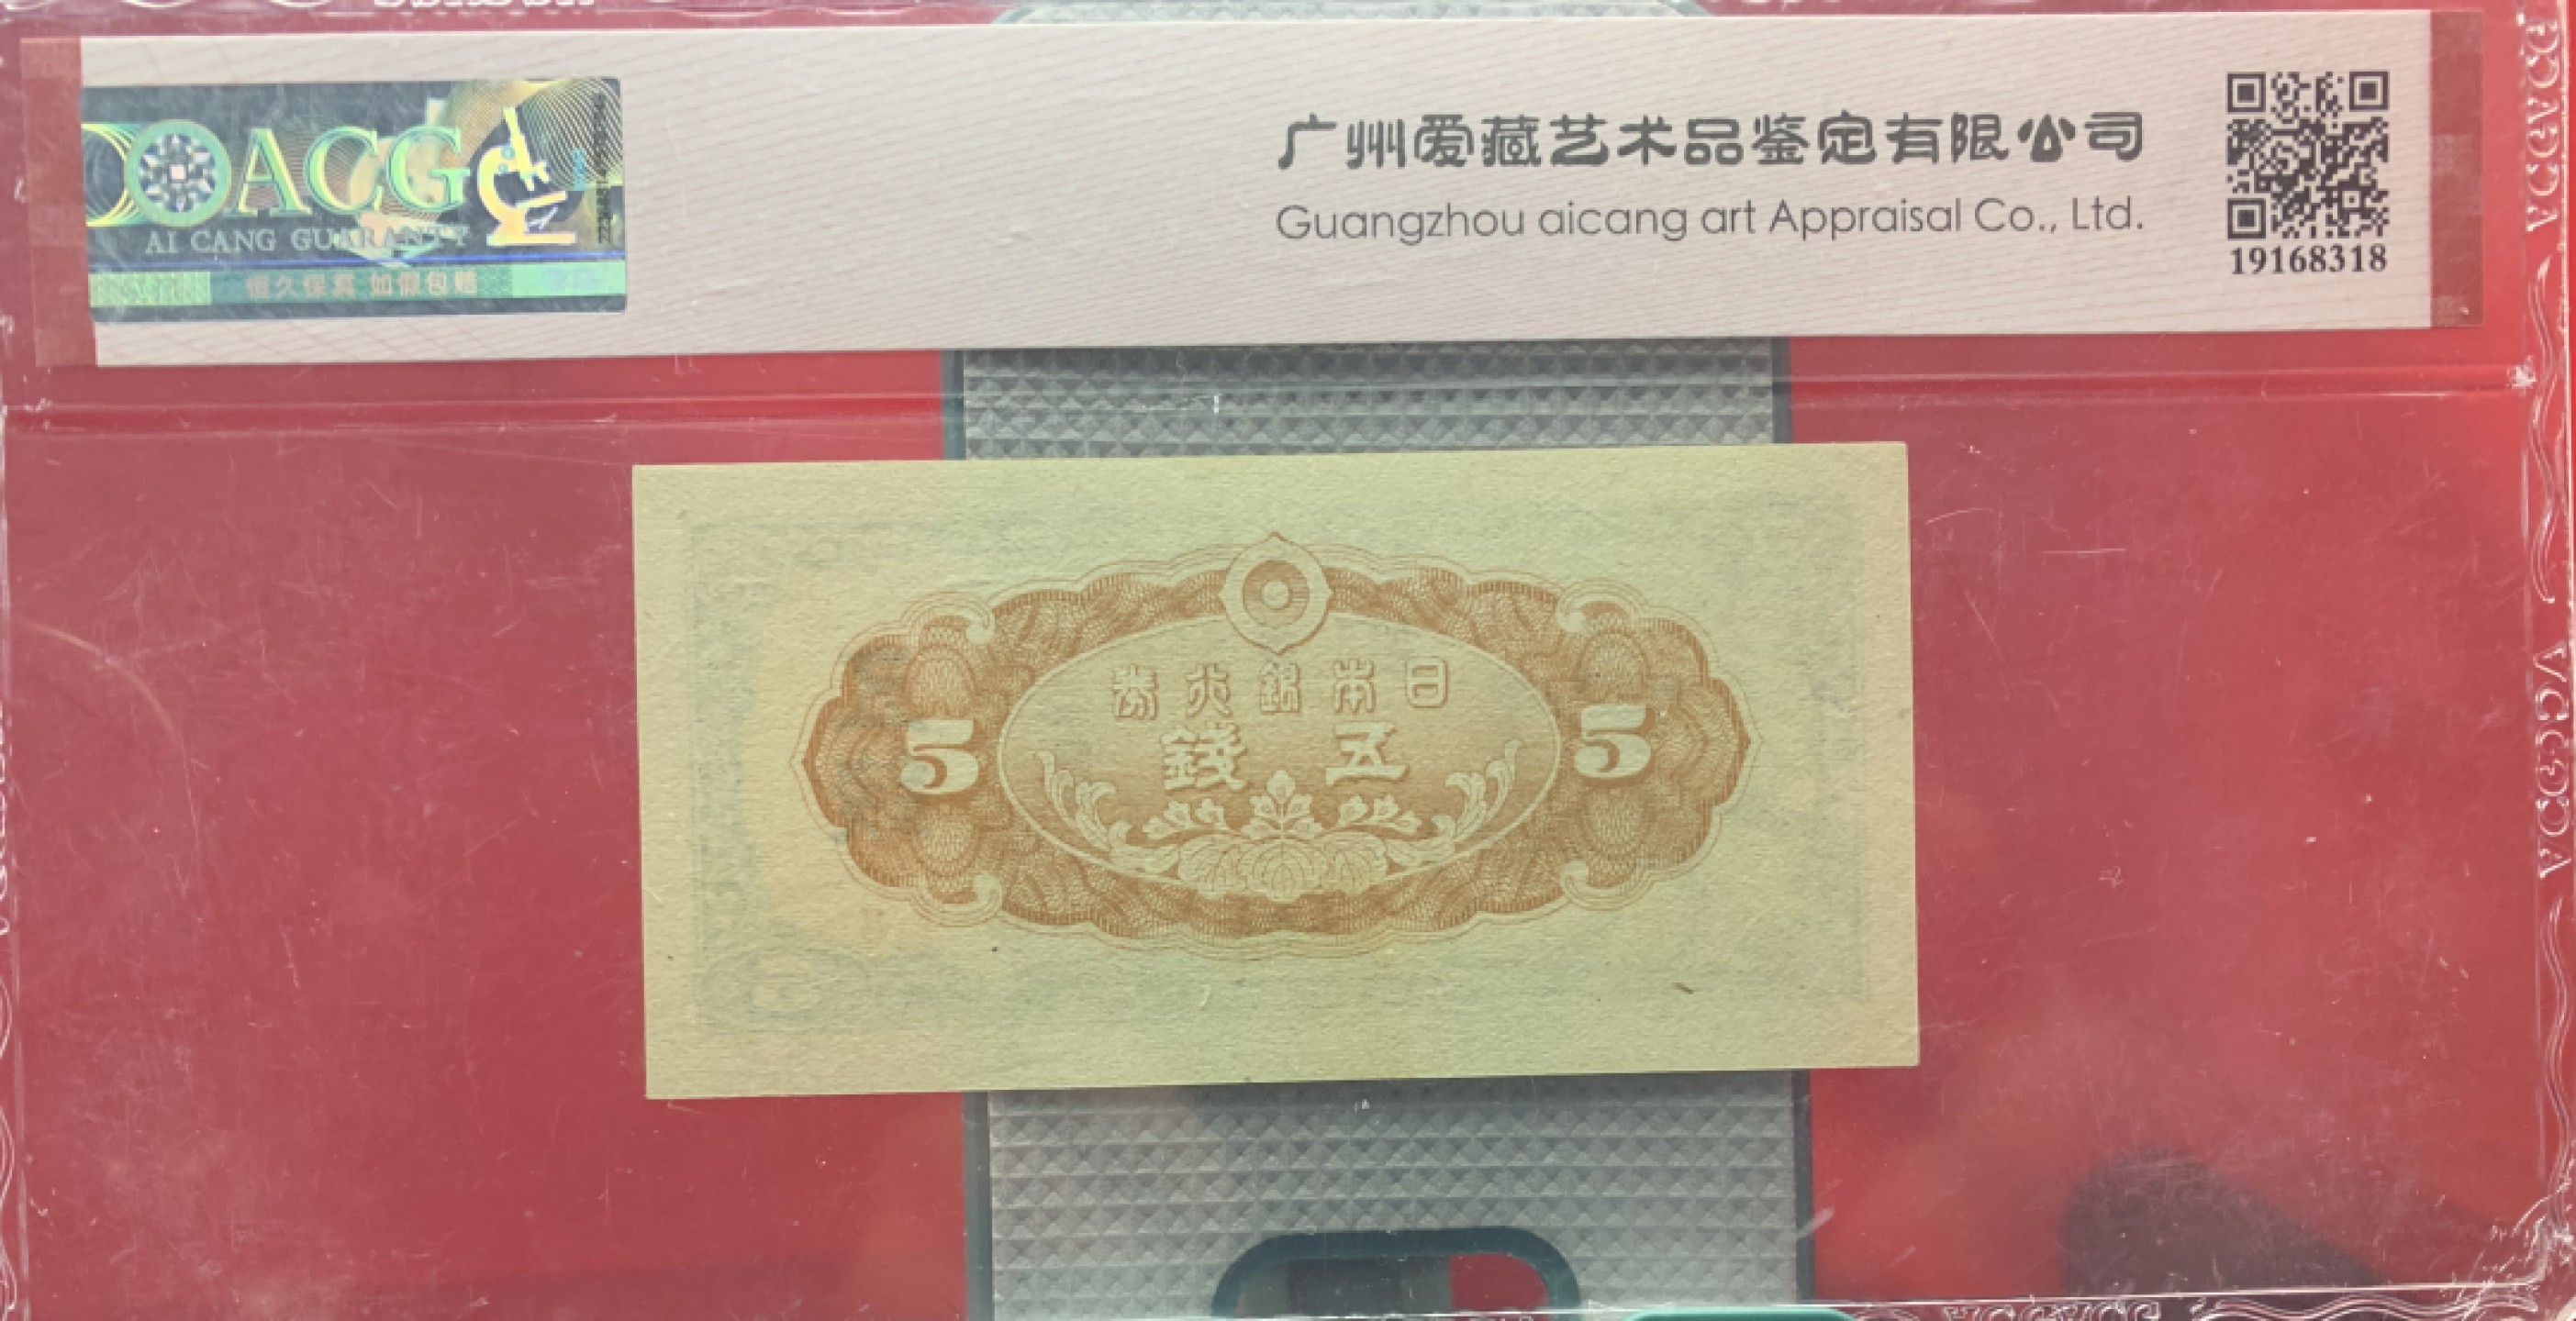 ACG
AI CANG GUARANTY
恒久保真 如假包赔
广州爱藏艺术品鉴定有限公司
Guangzhou aicang art Appraisal Co., Ltd.
19168318
券行銀本日
錢五
5
5